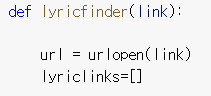 def lyricfinder(link):
url = urlopen(link)
lyriclinks=[]